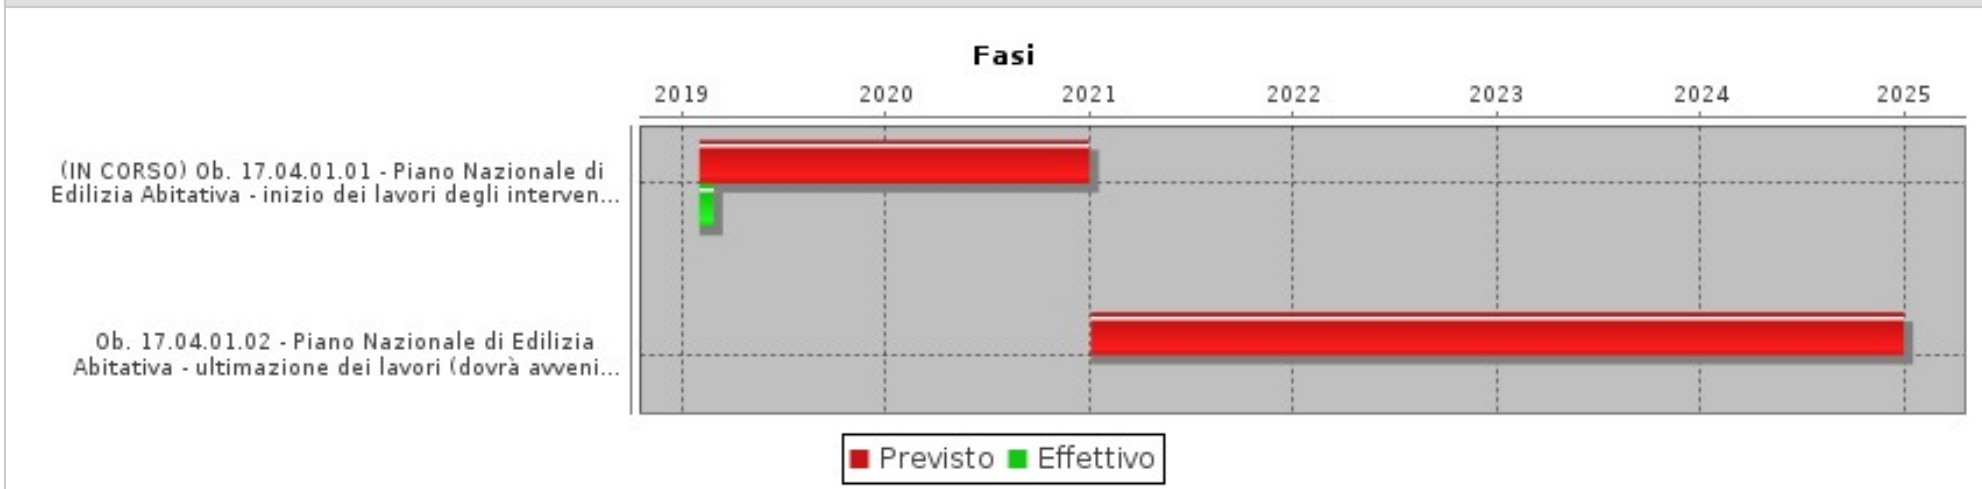 Fasi
2019 2020 2021 2022 2023 2024 2025
(IN CORSO) Ob. 17.04.01.01 - Piano Nazionale di
Edilizia Abitativa - inizio dei lavori degli interven...
Ob. 17.04.01.02 - Piano Nazionale di Edilizia
Abitativa - ultimazione dei lavori (dovrà avveni...
Previsto Effettivo